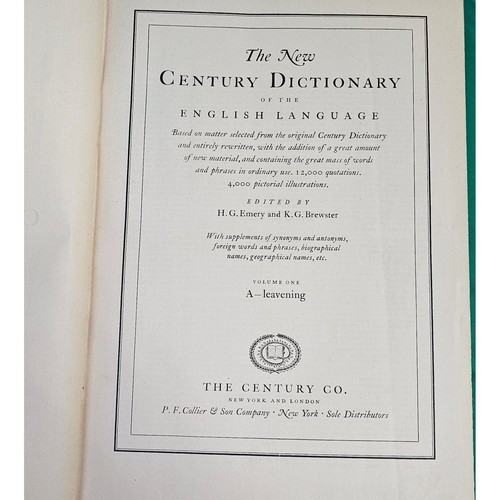 The New
CENTURY DICTIONARY
OF THE
ENGLISH LANGUAGE
Based on matter selected from the original Century Dictionary
and entirely rewritten, with the addition of a great amount
of new material, and containing the great mass of words
and phrases in ordinary use. 12,000 quotations.
4,000 pictorial illustrations.
EDITED BY
H. G. Emery and K. G. Brewster
With supplements of synonyms and antonyms,
foreign words and phrases, biographical
names, geographical names, etc.
VOLUME ONE
A—leavening
THE CENTURY CO.
NEW YORK AND LONDON
P. F. Collier & Son Company · New York · Sole Distributors